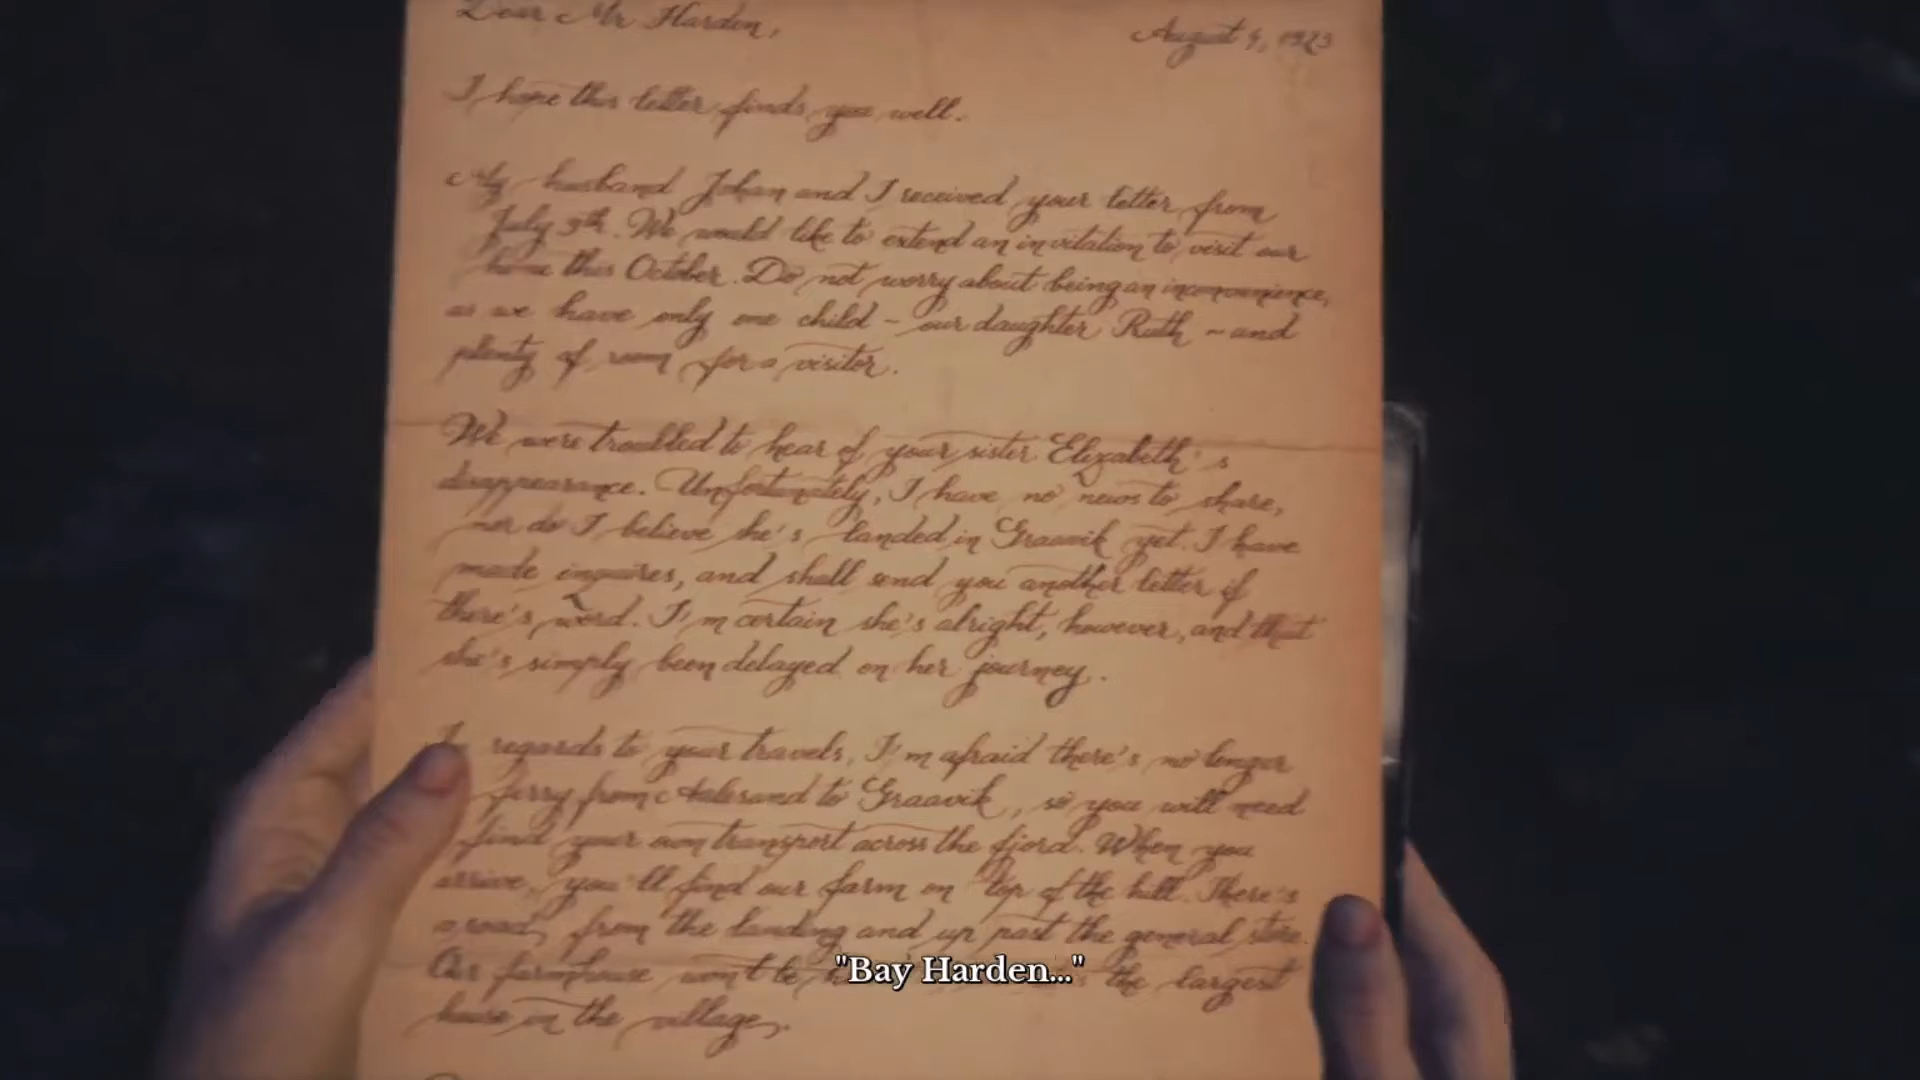 Dear Mr Harden,
August 4, 1923
I hope this letter finds you well.
My husband Johan and I received your letter from
July 9th. We would like to extend an invitation to visit our
home this October. Do not worry about being an inconvenience,
as we have only one child - our daughter Ruth - and
plenty of room for a visitor.
We were troubled to hear of your sister Elizabeth's
disappearance. Unfortunately, I have no news to share,
nor do I believe she's landed in Graavik yet. I have
made inquires, and shall send you another letter if
there's word. I'm certain she's alright, however, and that
she's simply been delayed on her journey.
In regards to your travels, I'm afraid there's no longer
ferry from Aalesund to Graavik, so you will need
find your own transport across the fjord. When you
arrive, you'll find our farm on top of the hill. There's
a road from the landing and up past the general store.
Our farmhouse won't be the largest
house in the village.
"Bay Harden..."